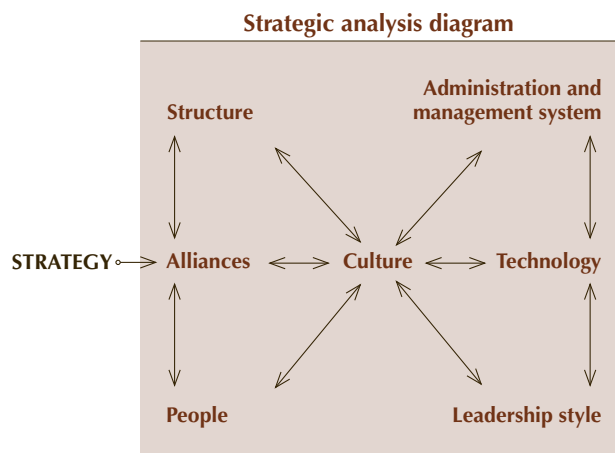 Strategic analysis diagram
Structure
Administration and
management system
STRATEGY
Alliances
Culture
Technology
People
Leadership style